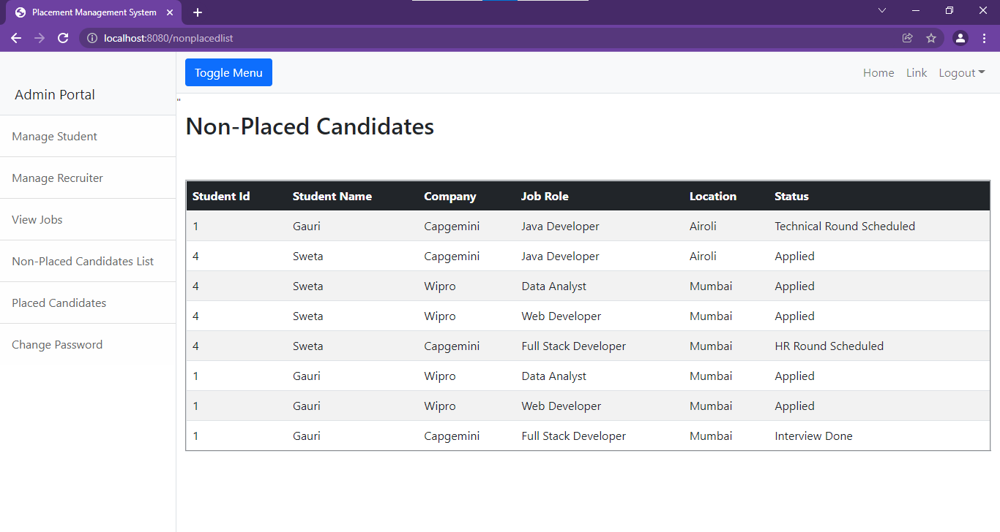 Placement Management System
localhost:8080/nonplacedlist
Toggle Menu
Home Link Logout
Admin Portal
"
Manage Student
Manage Recruiter
View Jobs
Non-Placed Candidates List
Placed Candidates
Change Password
Non-Placed Candidates
Student Id Student Name Company Job Role Location Status
1 Gauri Capgemini Java Developer Airoli Technical Round Scheduled
4 Sweta Capgemini Java Developer Airoli Applied
4 Sweta Wipro Data Analyst Mumbai Applied
4 Sweta Wipro Web Developer Mumbai Applied
4 Sweta Capgemini Full Stack Developer Mumbai HR Round Scheduled
1 Gauri Wipro Data Analyst Mumbai Applied
1 Gauri Wipro Web Developer Mumbai Applied
1 Gauri Capgemini Full Stack Developer Mumbai Interview Done